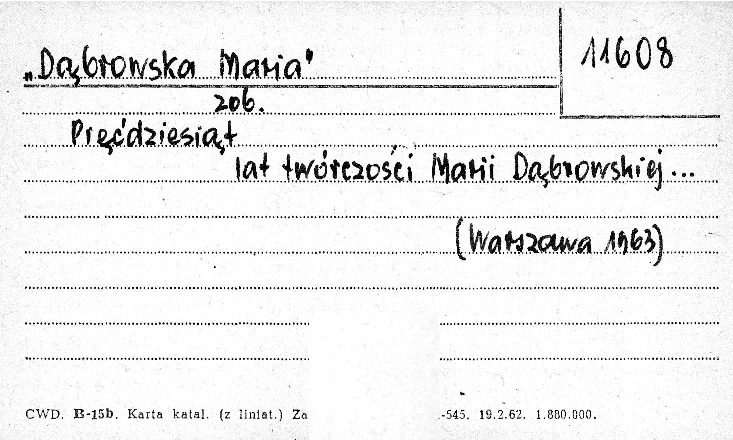 „Dąbrowska Maria"
11608
zob.
Pięćdziesiąt
lat twórczości Marii Dąbrowskiej...
(Warszawa 1963)
CWD. B-15b. Karta katal. (z liniat.) Za -545. 19.2.62. 1.880.000.